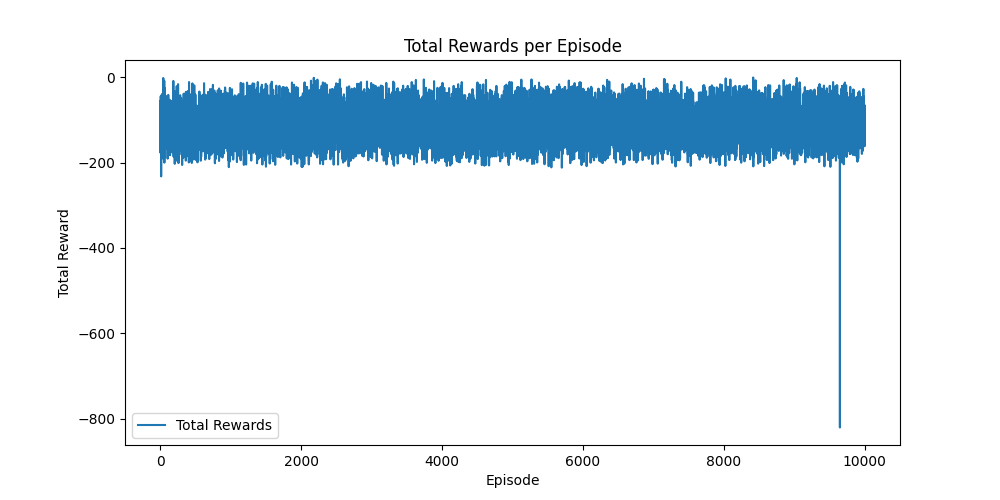 Total Rewards per Episode
Total Reward
0
−200
−400
−600
−800
Total Rewards
0 2000 4000 6000 8000 10000
Episode